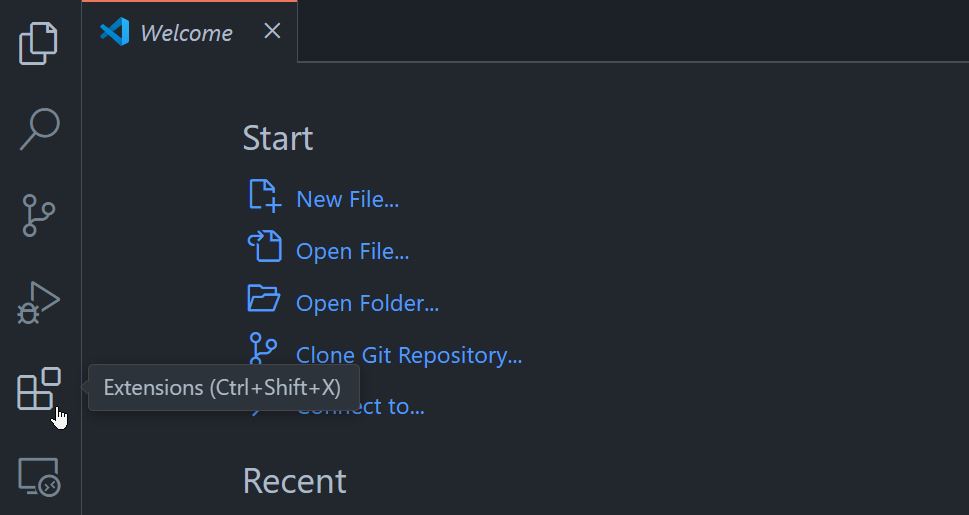 Welcome
Start
New File...
Open File...
Open Folder...
Clone Git Repository...
Extensions (Ctrl+Shift+X)
Connect to...
Recent